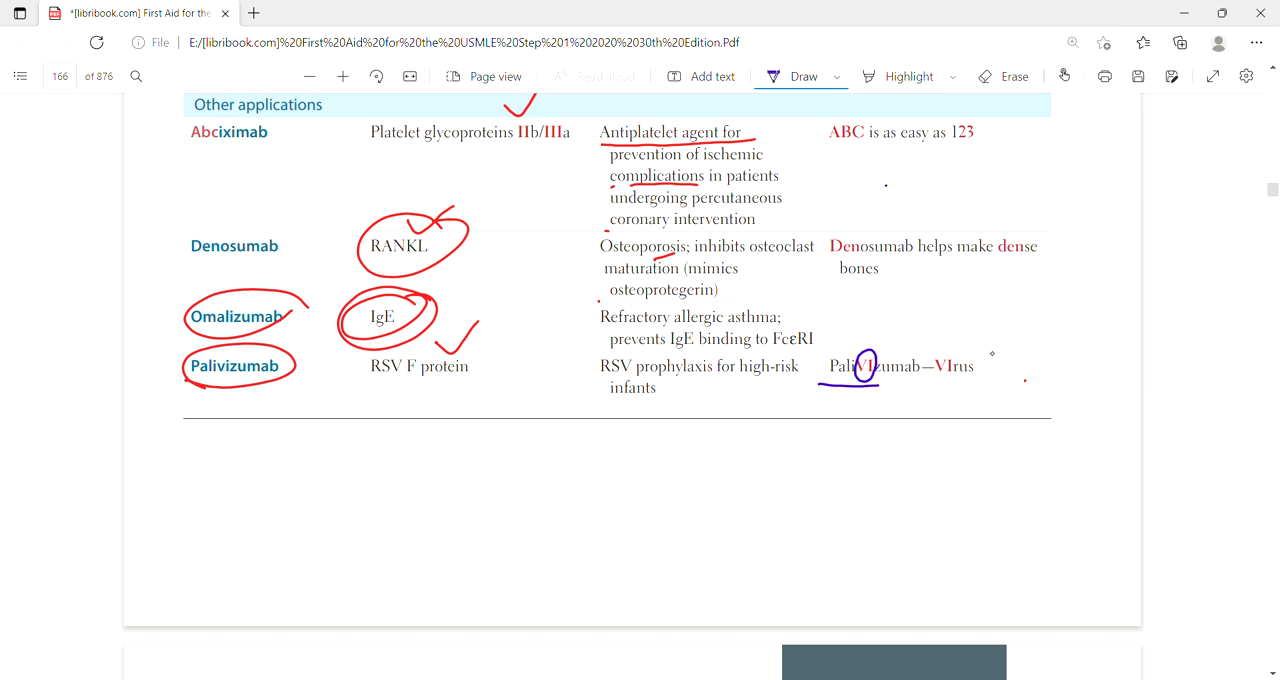 *[libribook.com] First Aid for the
File E:/[libribook.com]%20First%20Aid%20for%20the%20USMLE%20Step%201%202020%2030th%20Edition.Pdf
166 of 876 Page view Read aloud Add text Draw Highlight Erase
Other applications
Abciximab Platelet glycoproteins IIb/IIIa Antiplatelet agent for ABC is as easy as 123
prevention of ischemic
complications in patients
undergoing percutaneous
coronary intervention
Denosumab RANKL Osteoporosis; inhibits osteoclast Denosumab helps make dense
maturation (mimics bones
osteoprotegerin)
Omalizumab IgE Refractory allergic asthma;
prevents IgE binding to FcεRI
Palivizumab RSV F protein RSV prophylaxis for high-risk PaliVIzumab—VIrus
infants